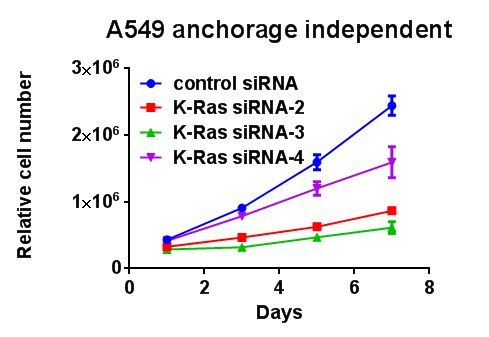 A549 anchorage independent
Relative cell number
3×10⁶
2×10⁶
1×10⁶
0
control siRNA
K-Ras siRNA-2
K-Ras siRNA-3
K-Ras siRNA-4
0 2 4 6 8
Days